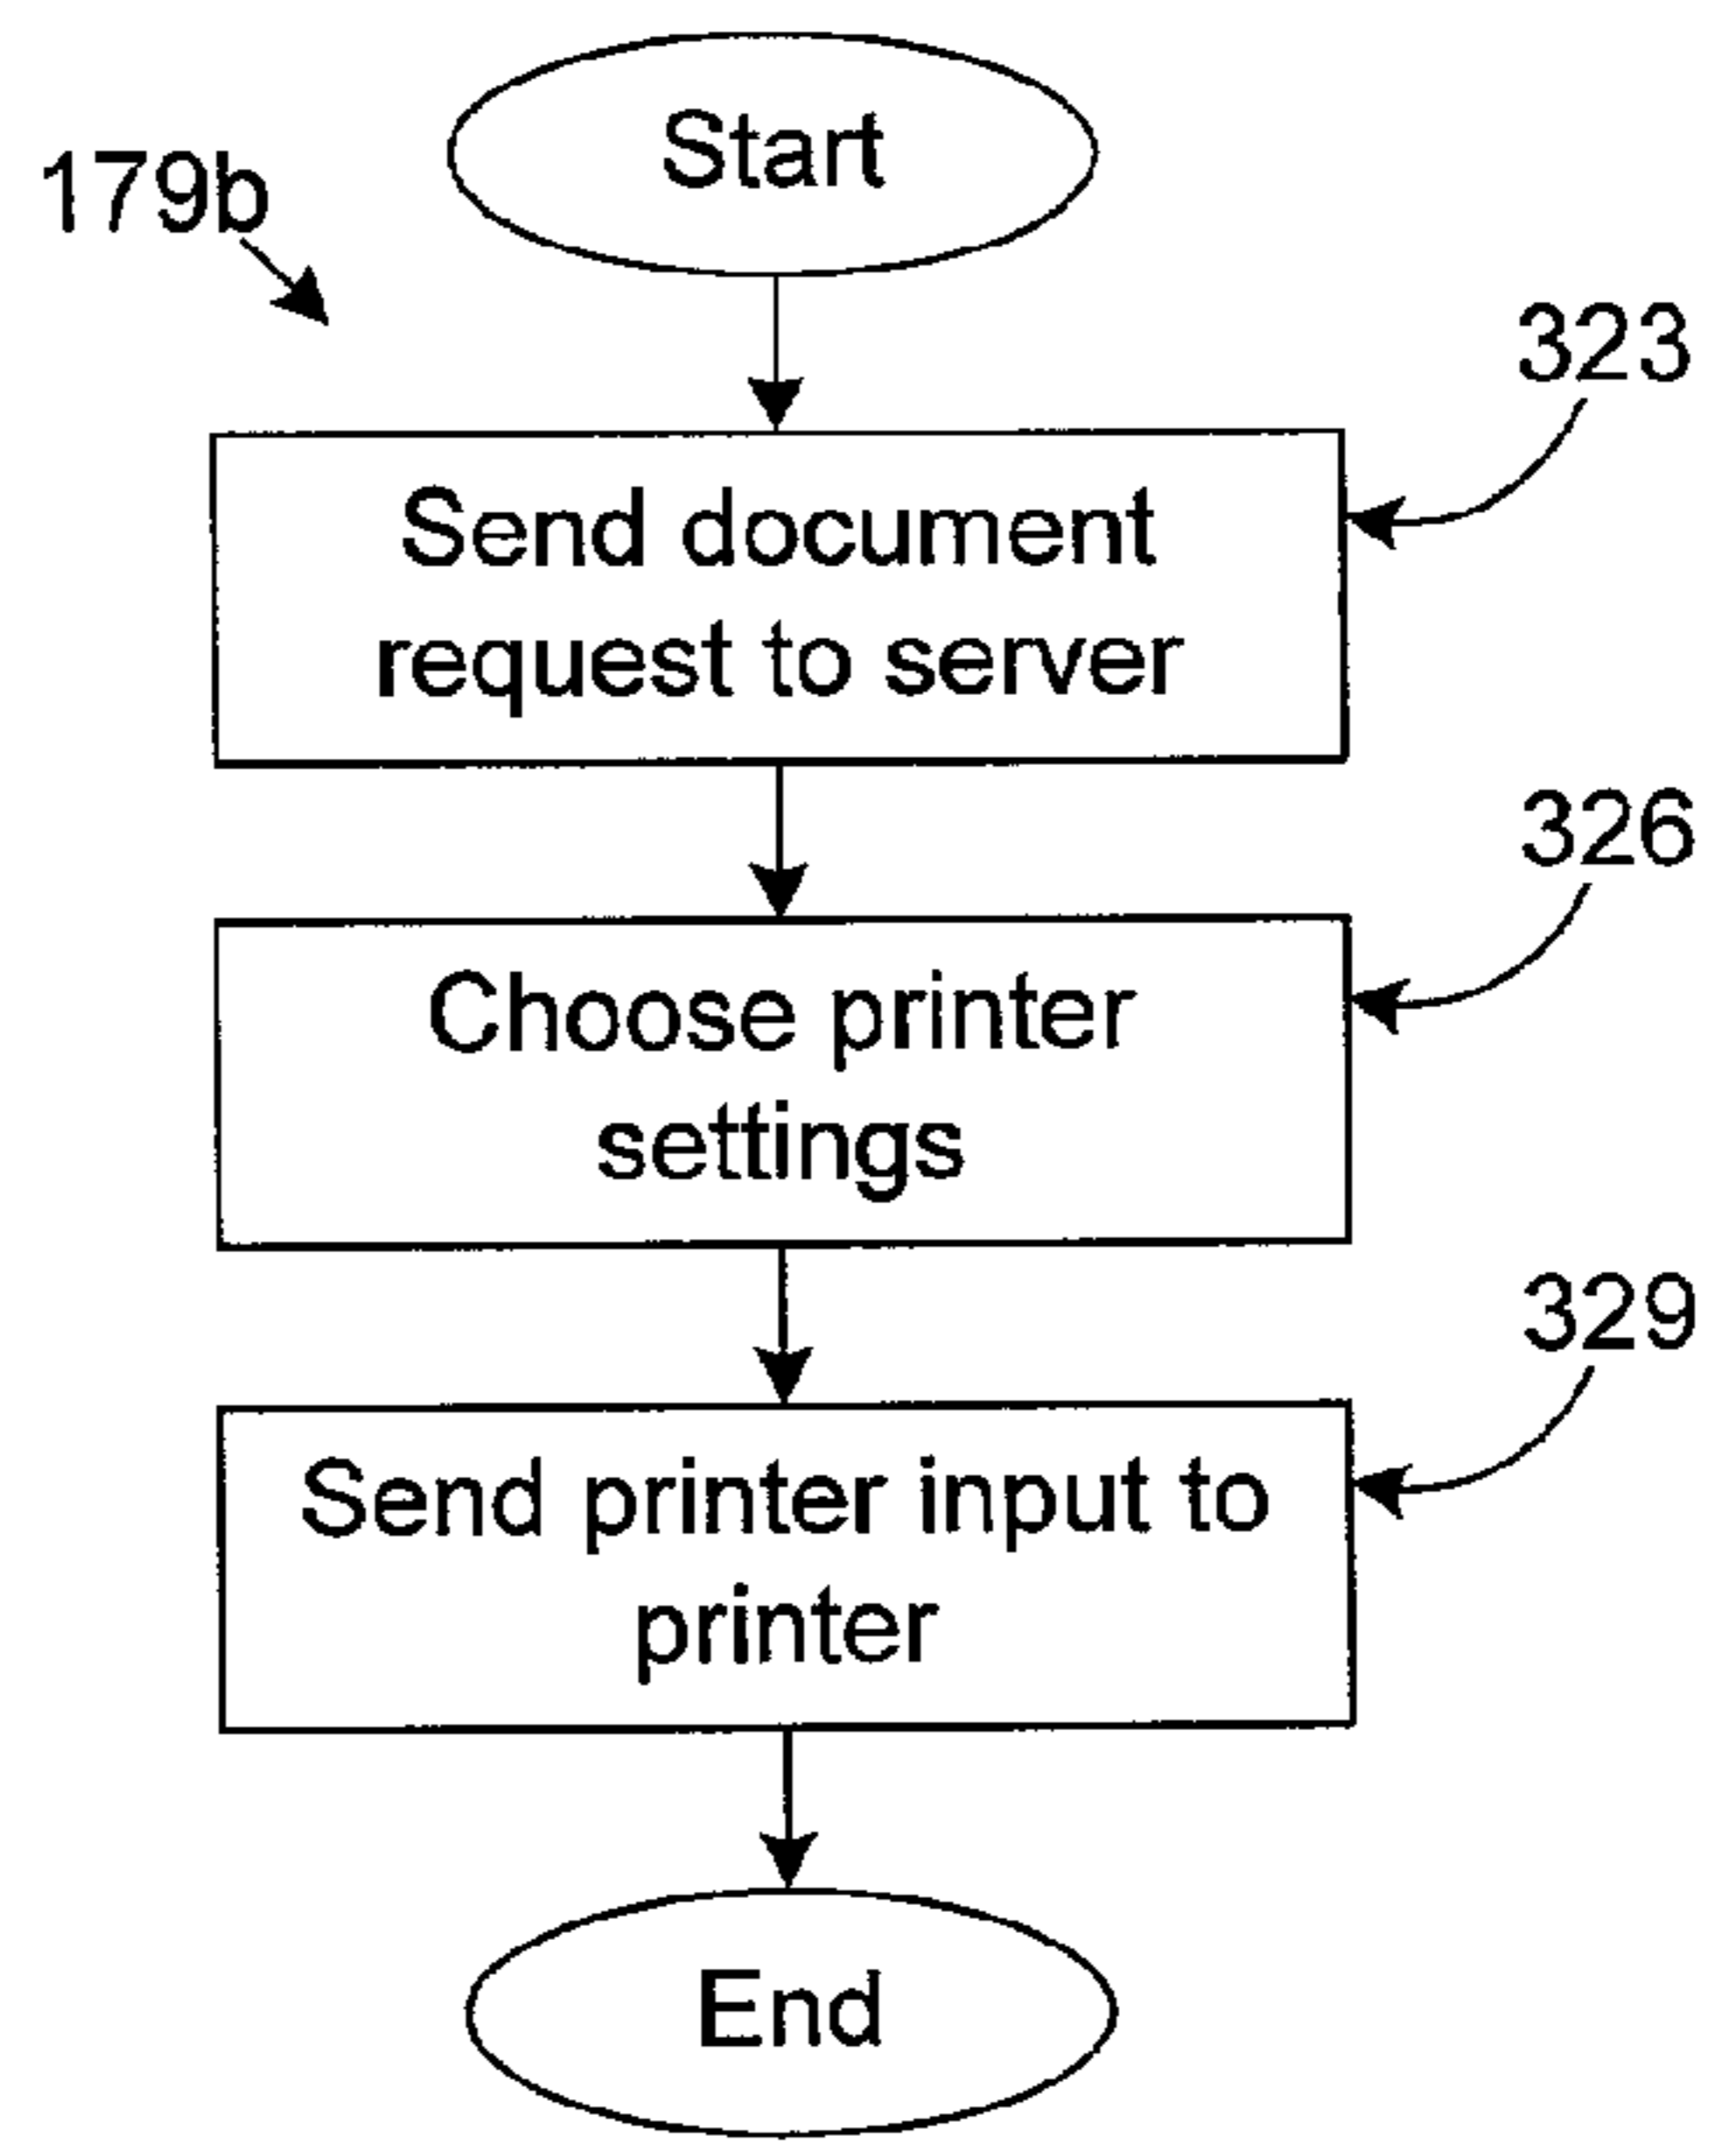 Start
179b
323
Send document
request to server
326
Choose printer
settings
329
Send printer input to
printer
End